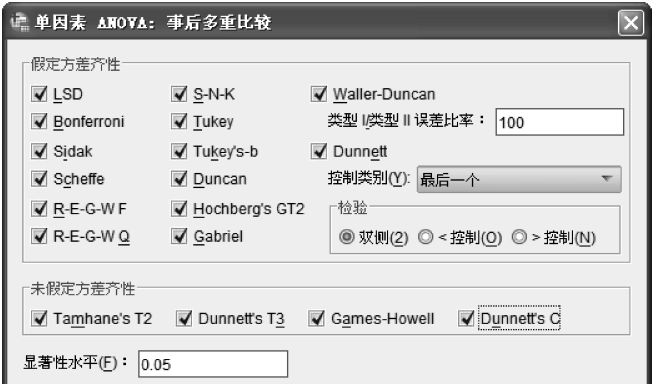 单因素 ANOVA: 事后多重比较
假定方差齐性
LSD S-N-K Waller-Duncan
Bonferroni Tukey 类型 I/类型 II 误差比率： 100
Sidak Tukey's-b Dunnett
Scheffe Duncan 控制类别(Y): 最后一个
R-E-G-W F Hochberg's GT2 检验
R-E-G-W Q Gabriel 双侧(2) < 控制(O) > 控制(N)
未假定方差齐性
Tamhane's T2 Dunnett's T3 Games-Howell Dunnett's C
显著性水平(F)： 0.05